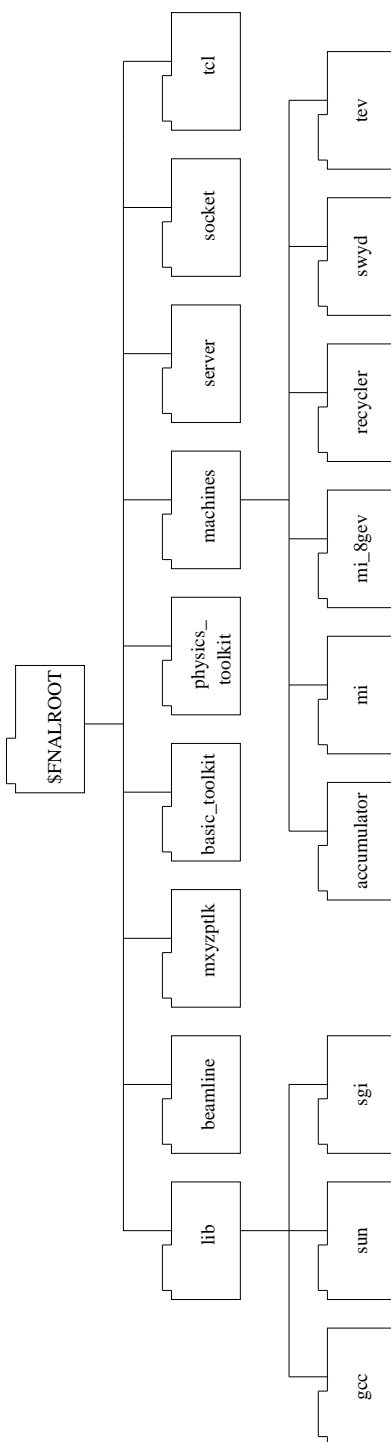 $FNALROOT
lib
beamline
mxyzptlk
basic_toolkit
physics_
toolkit
machines
server
socket
tcl
gcc
sun
sgi
accumulator
mi
mi_8gev
recycler
swyd
tev